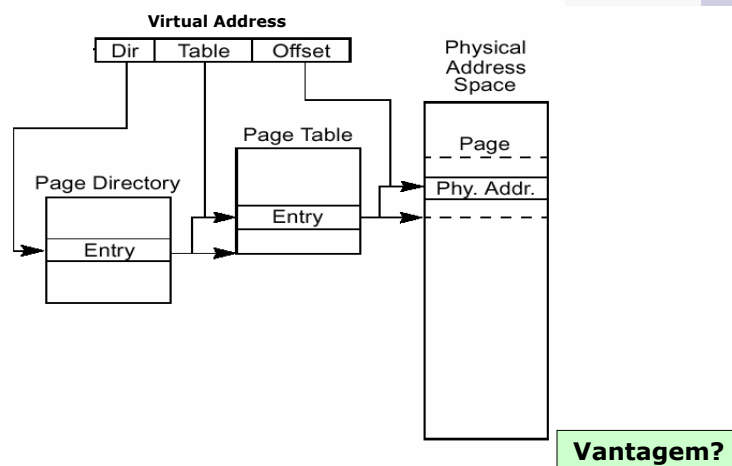 Virtual Address
Dir Table Offset
Physical
Address
Space
Page Table
Page
Page Directory
Phy. Addr.
Entry
Entry
Vantagem?